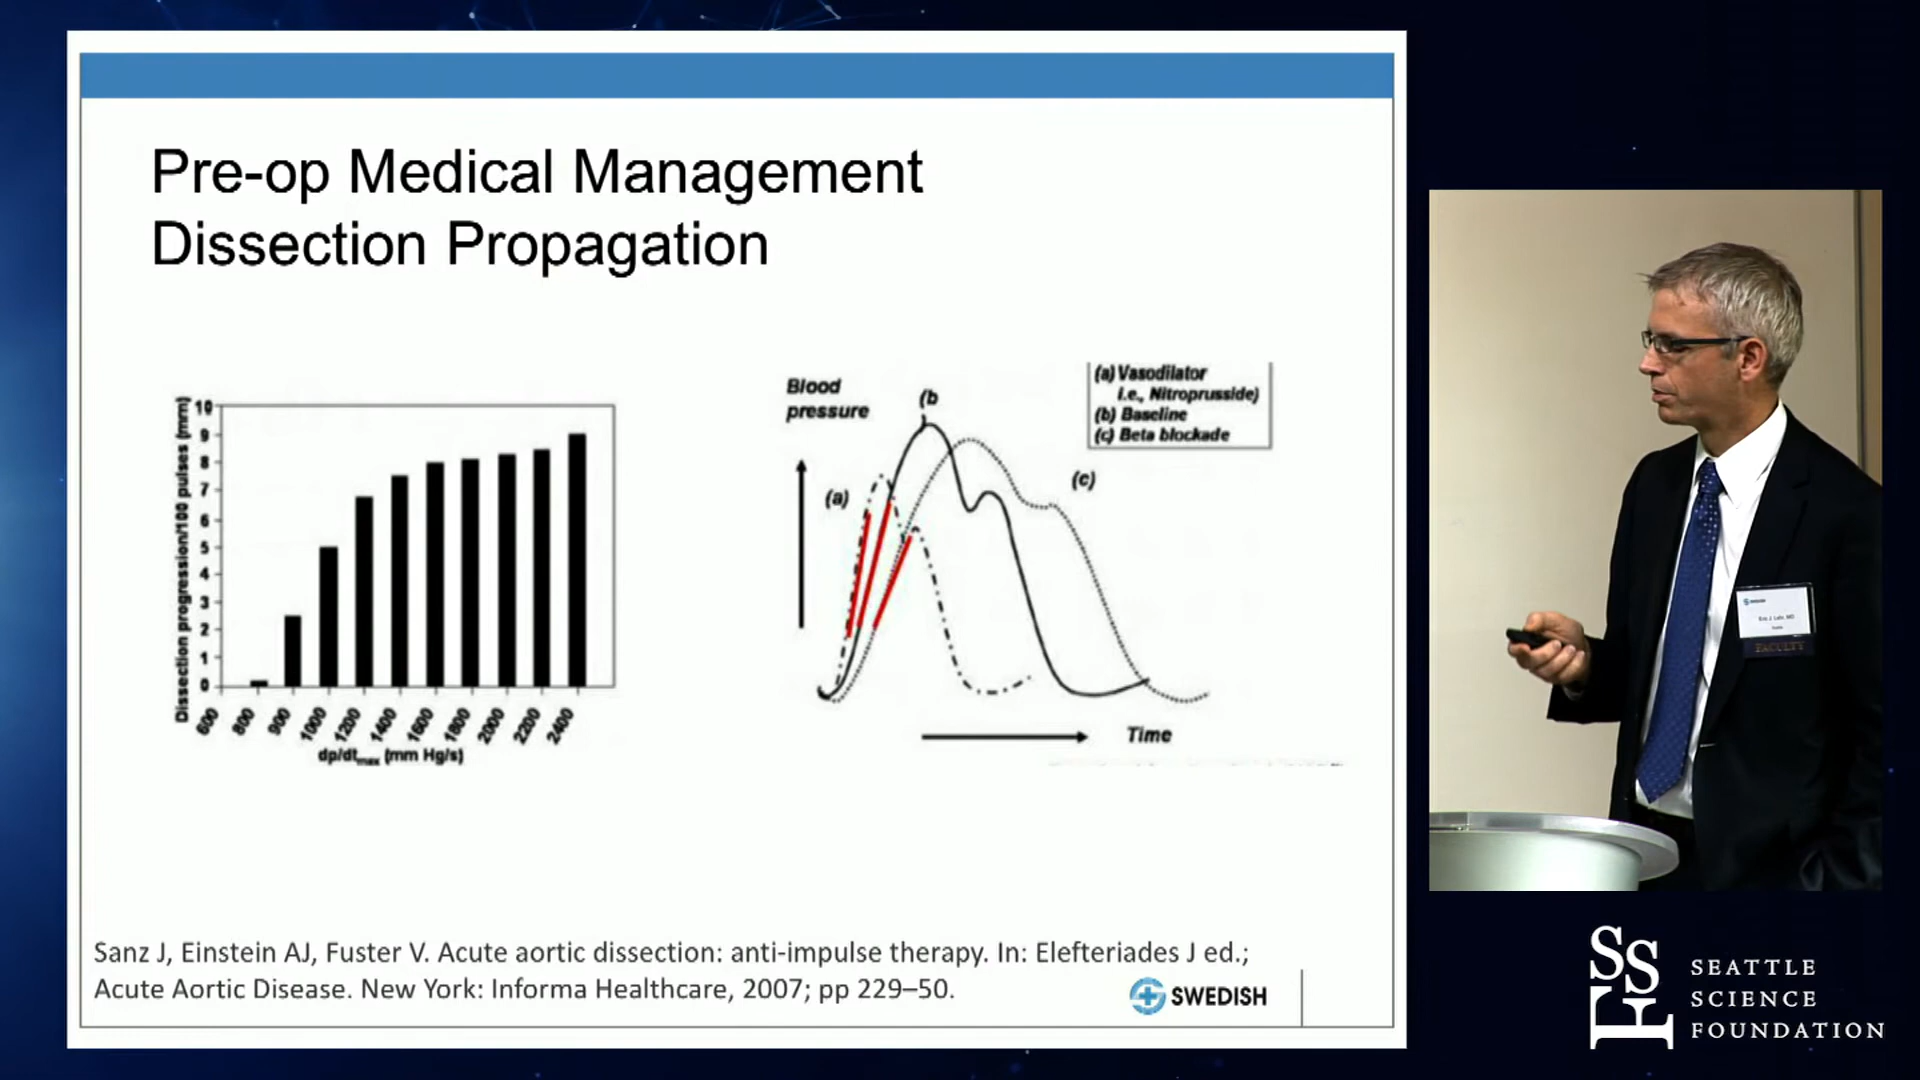 Pre-op Medical Management
Dissection Propagation
Dissection progression/100 pulses (mm)
10
9
8
7
6
5
4
3
2
1
0
600
800
900
1000
1200
1400
1600
1800
2000
2200
2400
dp/dtmax (mm Hg/s)
Blood
pressure
(a)
(b
(c)
(a) Vasodilator
i.e., Nitroprusside)
(b) Baseline
(c) Beta blockade
Time
Sanz J, Einstein AJ, Fuster V. Acute aortic dissection: anti-impulse therapy. In: Elefteriades J ed.;
Acute Aortic Disease. New York: Informa Healthcare, 2007; pp 229–50.
SWEDISH
FACULTY
SSF
SEATTLE
SCIENCE
FOUNDATION